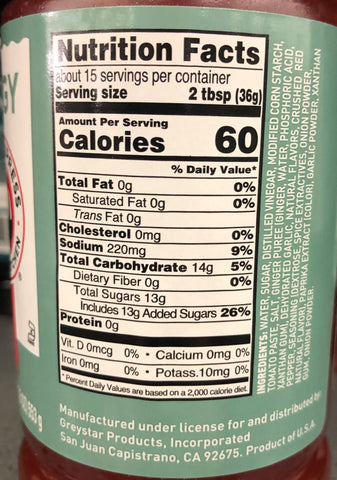 Nutrition Facts
about 15 servings per container
Serving size 2 tbsp (36g)
Amount Per Serving
Calories 60
% Daily Value*
Total Fat 0g 0%
Saturated Fat 0g 0%
Trans Fat 0g
Cholesterol 0mg 0%
Sodium 220mg 9%
Total Carbohydrate 14g 5%
Dietary Fiber 0g 0%
Total Sugars 13g
Includes 13g Added Sugars 26%
Protein 0g
Vit. D 0mcg 0% • Calcium 0mg 0%
Iron 0mg 0% • Potass.10mg 0%
*Percent Daily Values are based on a 2,000 calorie diet.
INGREDIENTS: WATER, SUGAR, DISTILLED VINEGAR, MODIFIED CORN STARCH,
TOMATO PASTE, SALT, GINGER PUREE (GINGER, WATER, PHOSPHORIC ACID,
XANTHAN GUM), DEHYDRATED GARLIC, NATURAL FLAVORS, CRUSHED RED
PEPPER, SEASONING (DEXTROSE, SPICE EXTRACTIVES, ONION POWDER,
NATURAL FLAVOR), PAPRIKA EXTRACT (COLOR), GARLIC POWDER, XANTHAN
GUM, ONION POWDER.
Manufactured under license for and distributed by:
Greystar Products, Incorporated
San Juan Capistrano, CA 92675. Product of U.S.A.